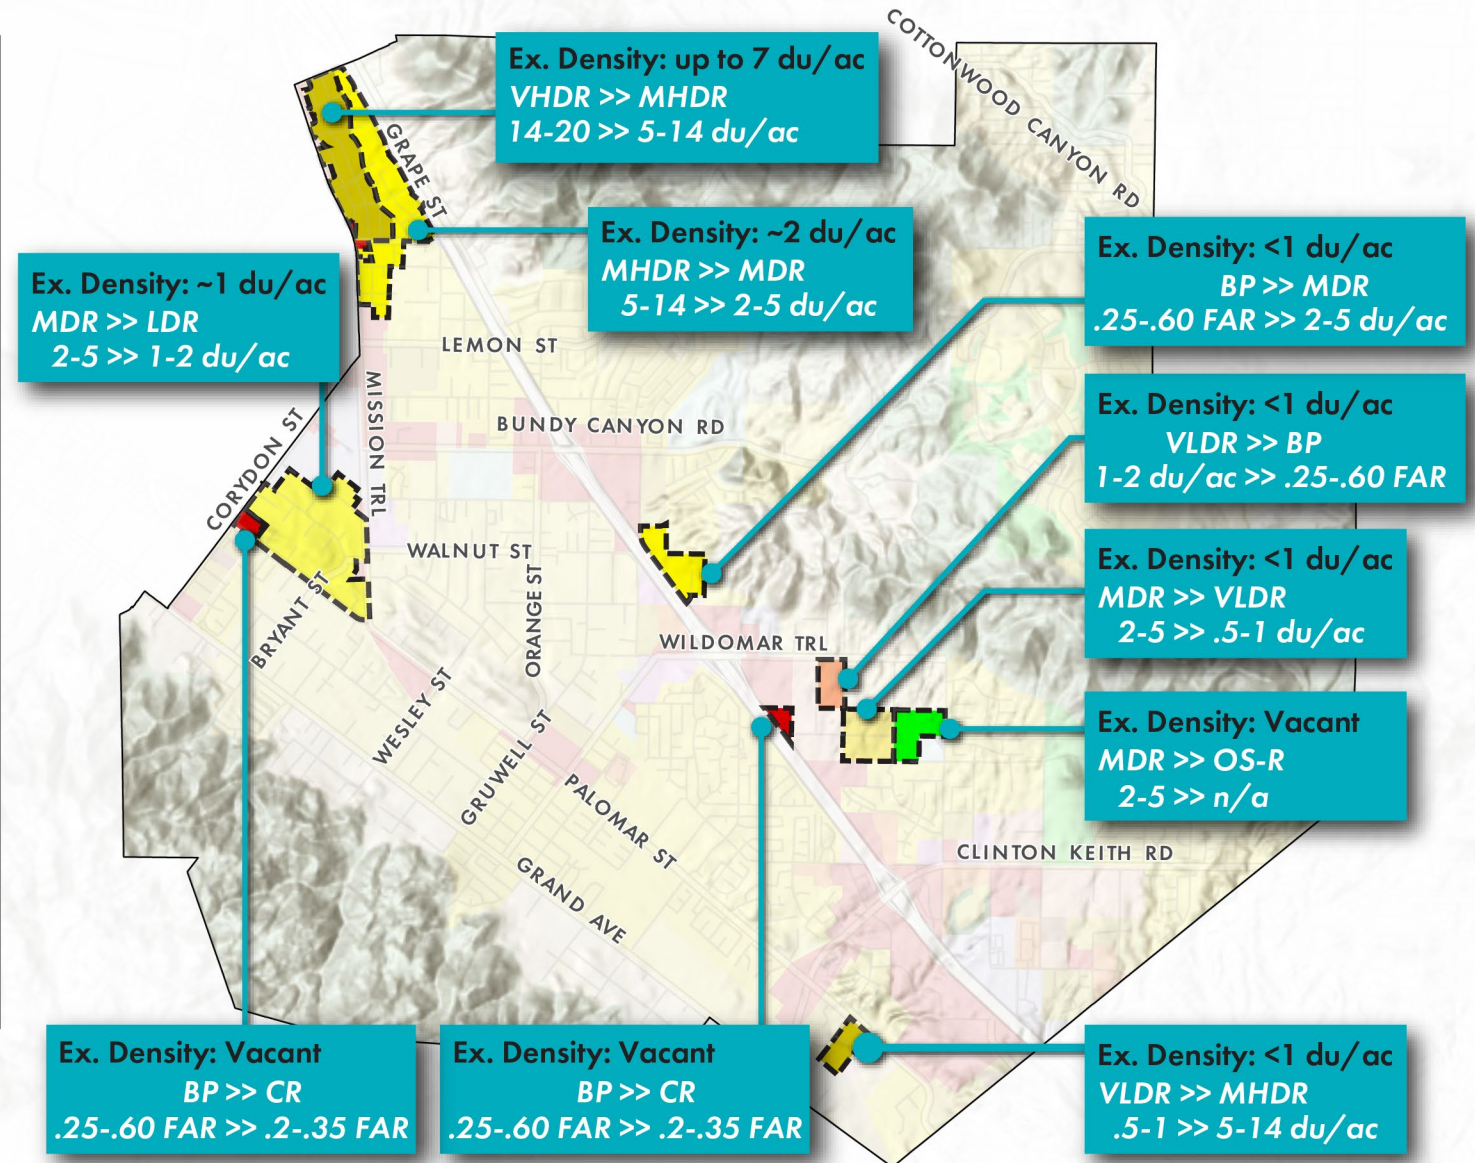 COTTONWOOD CANYON RD
Ex. Density: up to 7 du/ac
VHDR >> MHDR
14-20 >> 5-14 du/ac
GRAPE ST
Ex. Density: ~2 du/ac
MHDR >> MDR
5-14 >> 2-5 du/ac
Ex. Density: <1 du/ac
BP >> MDR
.25-.60 FAR >> 2-5 du/ac
Ex. Density: ~1 du/ac
MDR >> LDR
2-5 >> 1-2 du/ac
LEMON ST
MISSION TRL
BUNDY CANYON RD
Ex. Density: <1 du/ac
VLDR >> BP
1-2 du/ac >> .25-.60 FAR
CORYDON ST
WALNUT ST
ORANGE ST
BRYANT ST
Ex. Density: <1 du/ac
MDR >> VLDR
2-5 >> .5-1 du/ac
WILDOMAR TRL
WESLEY ST
GRUWELL ST
Ex. Density: Vacant
MDR >> OS-R
2-5 >> n/a
PALOMAR ST
GRAND AVE
CLINTON KEITH RD
Ex. Density: Vacant
BP >> CR
.25-.60 FAR >> .2-.35 FAR
Ex. Density: Vacant
BP >> CR
.25-.60 FAR >> .2-.35 FAR
Ex. Density: <1 du/ac
VLDR >> MHDR
.5-1 >> 5-14 du/ac